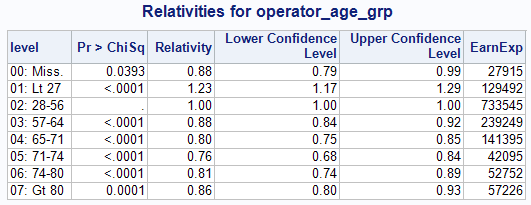 Relativities for operator_age_grp
level Pr > ChiSq Relativity Lower Confidence Level Upper Confidence Level EarnExp
00: Miss. 0.0393 0.88 0.79 0.99 27915
01: Lt 27 <.0001 1.23 1.17 1.29 129492
02: 28-56 . 1.00 1.00 1.00 733545
03: 57-64 <.0001 0.88 0.84 0.92 239249
04: 65-71 <.0001 0.80 0.75 0.85 141395
05: 71-74 <.0001 0.76 0.68 0.84 42095
06: 74-80 <.0001 0.81 0.74 0.89 52752
07: Gt 80 0.0001 0.86 0.80 0.93 57226